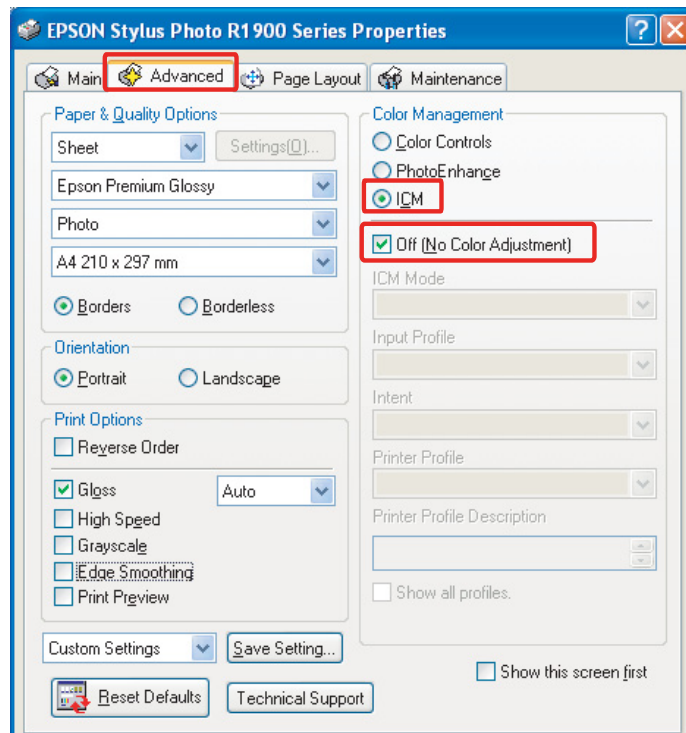 EPSON Stylus Photo R1900 Series Properties
Main
Advanced
Page Layout
Maintenance
Paper & Quality Options
Sheet
Settings(O)...
Epson Premium Glossy
Photo
A4 210 x 297 mm
Borders
Borderless
Orientation
Portrait
Landscape
Print Options
Reverse Order
Gloss
Auto
High Speed
Grayscale
Edge Smoothing
Print Preview
Custom Settings
Save Setting...
Reset Defaults
Technical Support
Color Management
Color Controls
PhotoEnhance
ICM
Off (No Color Adjustment)
ICM Mode
Input Profile
Intent
Printer Profile
Printer Profile Description
Show all profiles.
Show this screen first